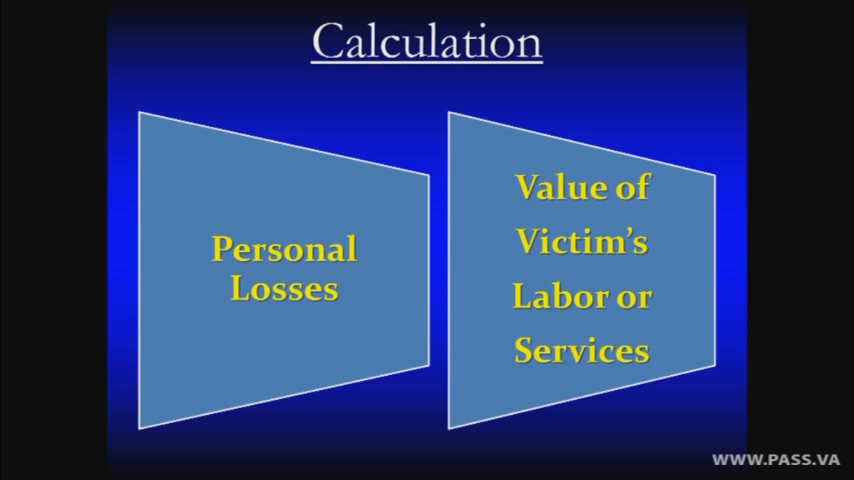 Calculation
Personal
Losses
Value of
Victim’s
Labor or
Services
WWW.PASS.VA